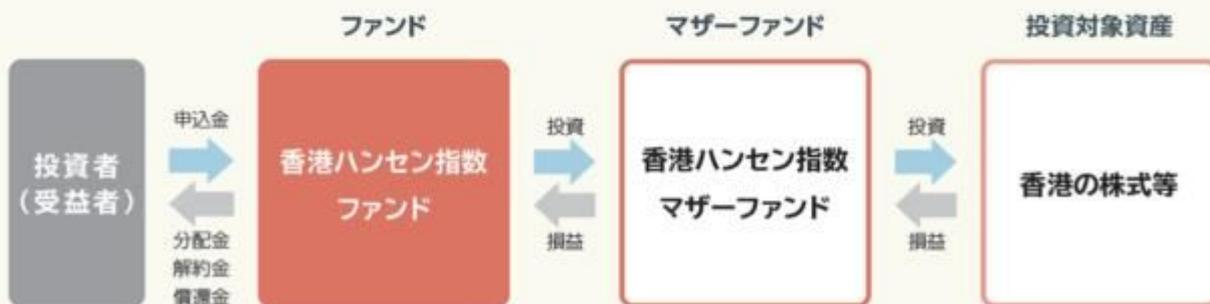 ファンド
マザーファンド
投資対象資産
投資者
（受益者）
申込金
分配金
解約金
償還金
香港ハンセン指数
ファンド
投資
損益
香港ハンセン指数
マザーファンド
投資
損益
香港の株式等